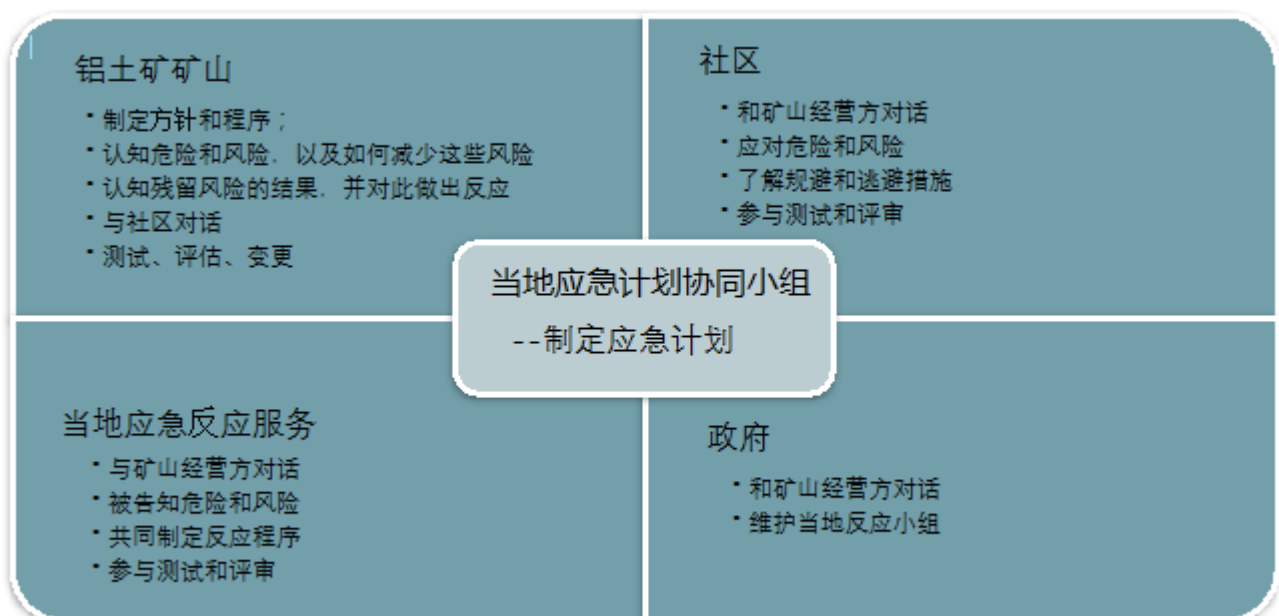 铝土矿矿山
· 制定方针和程序；
· 认知危险和风险，以及如何减少这些风险
· 认知残留风险的结果，并对此做出反应
· 与社区对话
· 测试、评估、变更
社区
· 和矿山经营方对话
· 应对危险和风险
· 了解规避和逃避措施
· 参与测试和评审
当地应急计划协同小组
--制定应急计划
当地应急反应服务
· 与矿山经营方对话
· 被告知危险和风险
· 共同制定反应程序
· 参与测试和评审
政府
· 和矿山经营方对话
· 维护当地反应小组